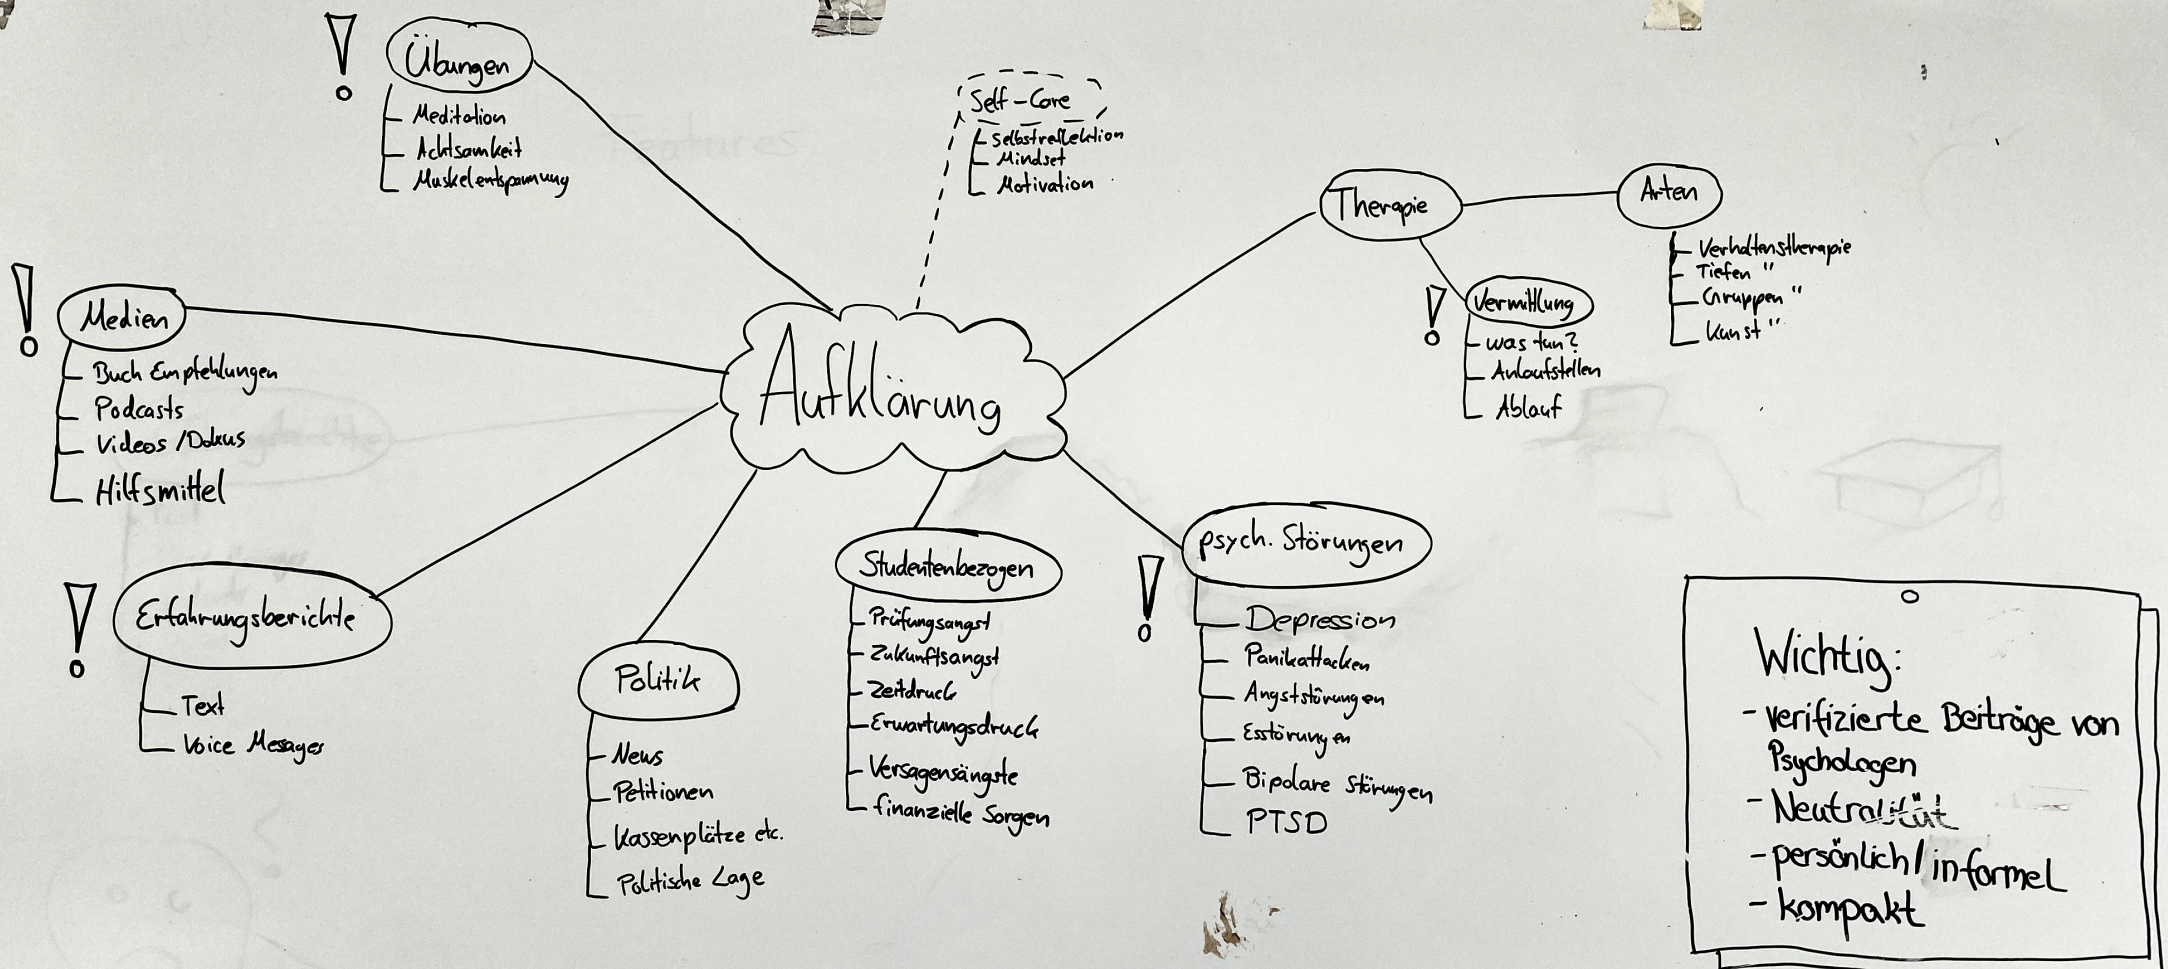 Übungen
Meditation
Achtsamkeit
Muskelentspannung
Self-Care
Selbstreflektion
Mindset
Motivation
Features
Therapie
Arten
Verhaltenstherapie
Tiefen "
Gruppen "
Kunst "
Vermittlung
was tun?
Anlaufstellen
Ablauf
Medien
Buch Empfehlungen
Podcasts
Videos/Dokus
Hilfsmittel
Aufklärung
Erfahrungsberichte
Text
Voice Mesages
Politik
News
Petitionen
Kassenplätze etc.
Politische Lage
Studentenbezogen
Prüfungsangst
Zukunftsangst
Zeitdruck
Erwartungsdruck
Versagensängste
finanzielle Sorgen
psych. Störungen
Depression
Panikattacken
Angststörungen
Esstörungen
Bipolare Störungen
PTSD
Wichtig:
- verifizierte Beiträge von
Psychologen
- Neutralität
- persönlich/informel
- kompakt